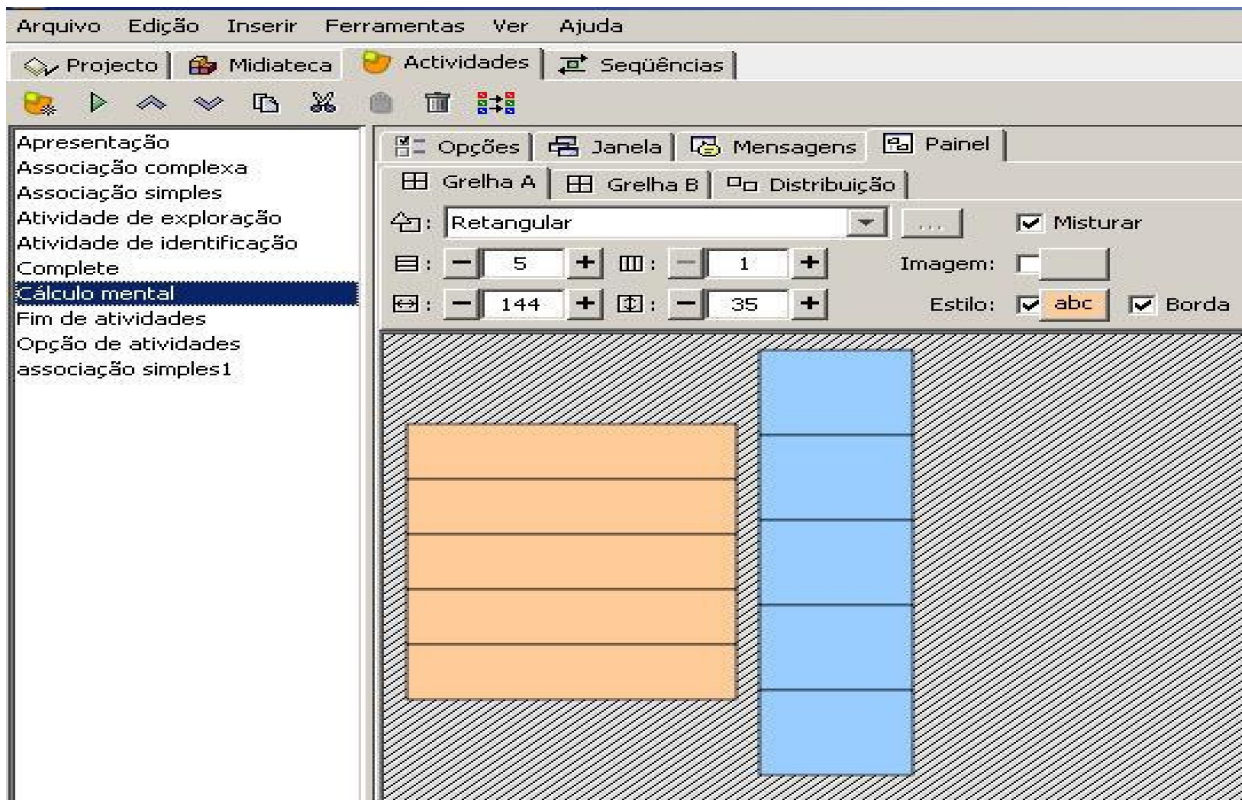 Arquivo Edição Inserir Ferramentas Ver Ajuda
Projecto Midiateca Actividades Seqüências
Apresentação
Associação complexa
Associação simples
Atividade de exploração
Atividade de identificação
Complete
Cálculo mental
Fim de atividades
Opção de atividades
associação simples1
Opções Janela Mensagens Painel
Grelha A Grelha B Distribuição
: Retangular ... Misturar
: 5 : 1 Imagem:
: 144 : 35 Estilo: abc Borda